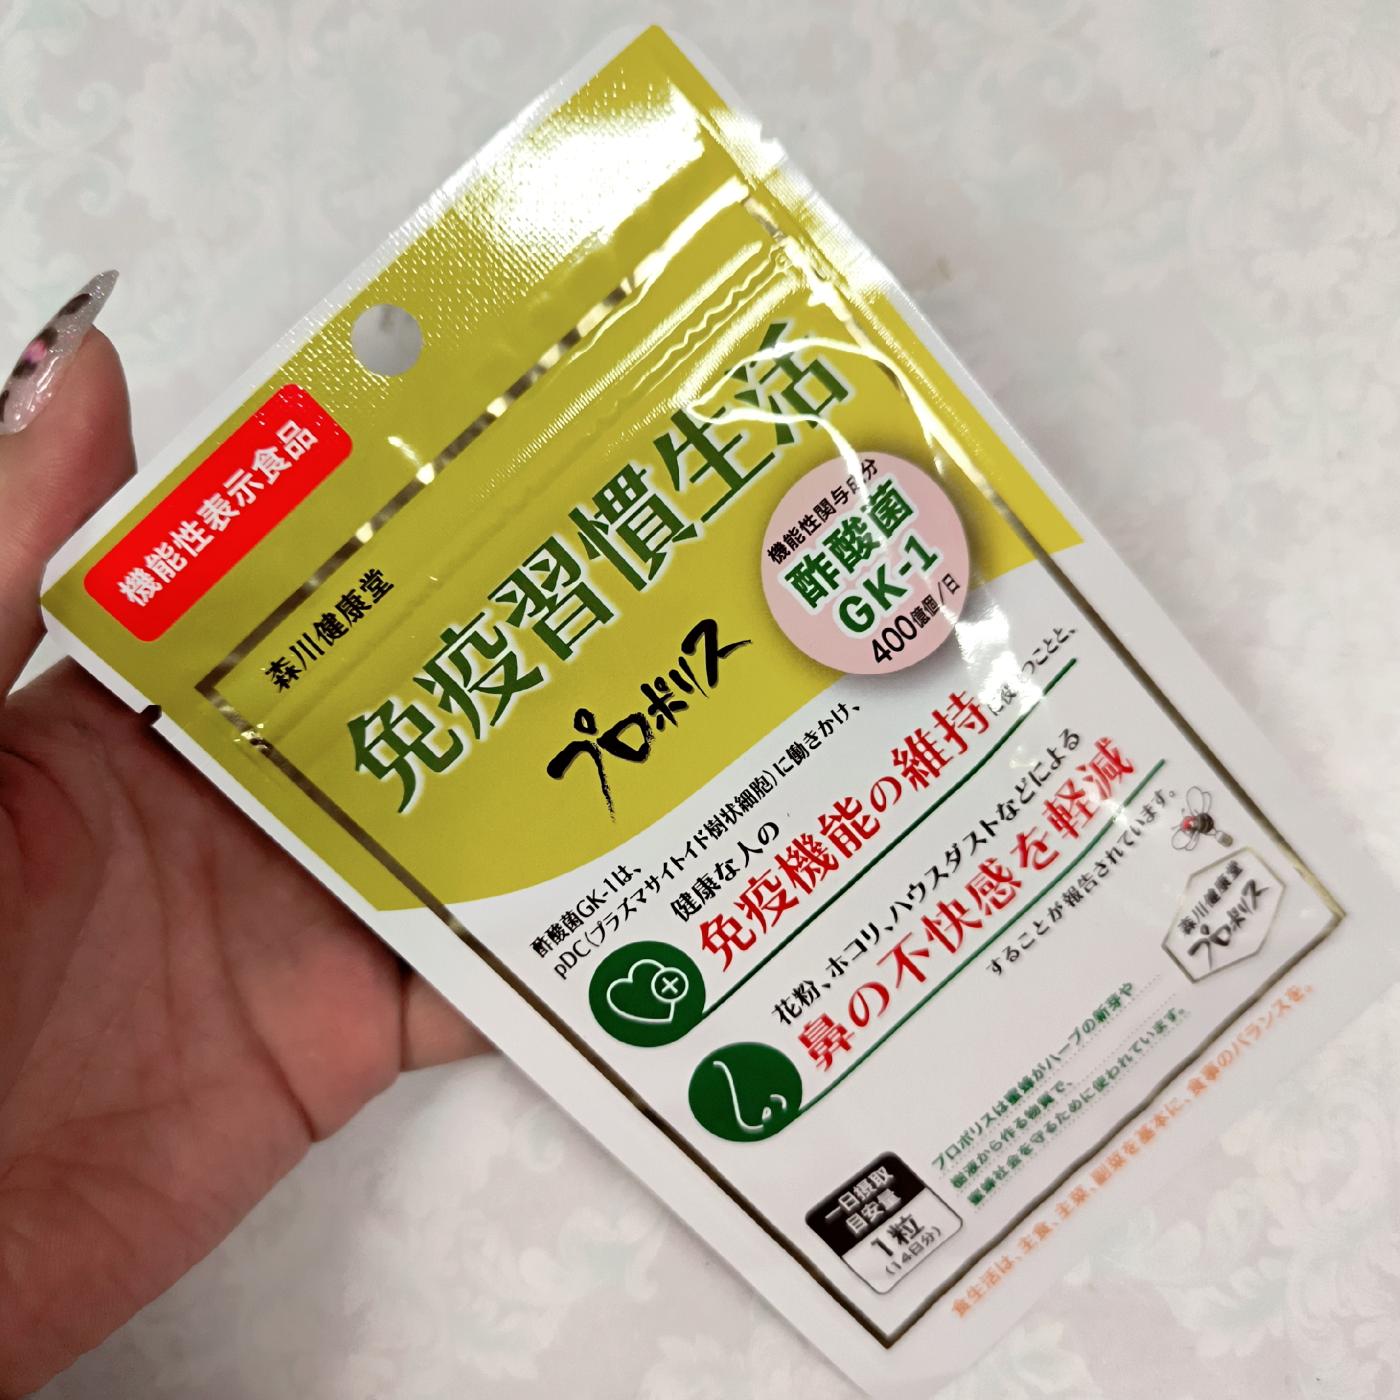 機能性表示食品
森川健康堂
免疫習慣生活
プロポリス
機能性関与成分
酢酸菌
GK-1
400億個/日
酢酸菌GK-1は、
pDC(プラズマサイトイド樹状細胞)に働きかけ、
健康な人の
免疫機能の維持に役立つことと、
花粉、ホコリ、ハウスダストなどによる
鼻の不快感を軽減
することが報告されています。
森川健康堂
プロポリス
プロポリスは蜜蜂がハーブの新芽や
樹液から作る物質で、
蜜蜂社会を守るために使われています。
一日摂取
目安量
1粒
(14日分)
食生活は、主食、主菜、副菜を基本に、食事のバランスを。